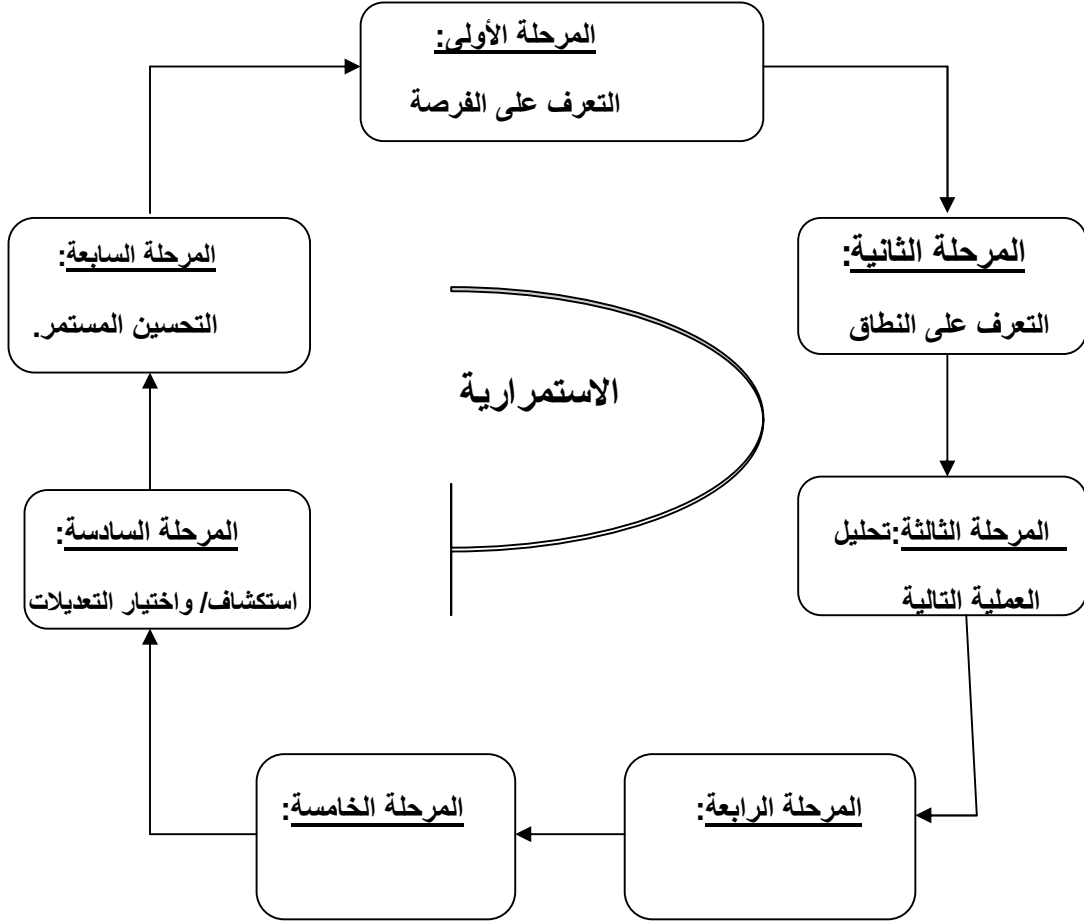 المرحلة الأولى:
التعرف على الفرصة
المرحلة الثانية:
التعرف على النطاق
المرحلة الثالثة:تحليل
العملية التالية
المرحلة الرابعة:
المرحلة الخامسة:
المرحلة السادسة:
استكشاف/ واختيار التعديلات
المرحلة السابعة:
التحسين المستمر.
الاستمرارية